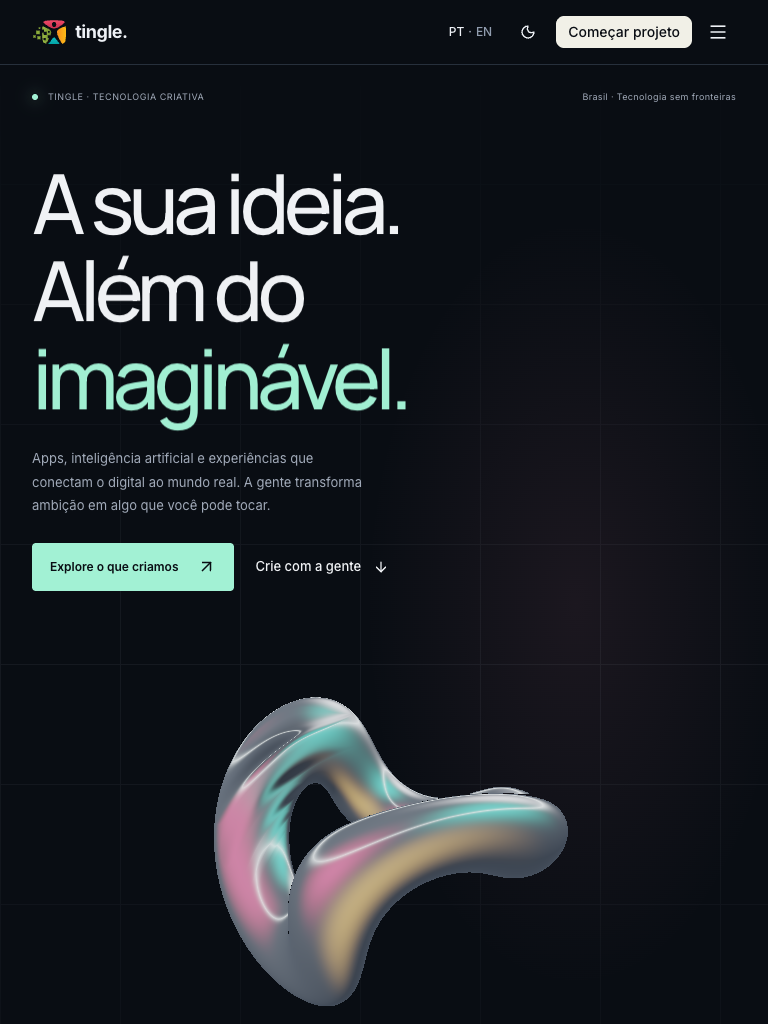 tingle.
PT · EN
Começar projeto
TINGLE · TECNOLOGIA CRIATIVA
Brasil · Tecnologia sem fronteiras
A sua ideia.
Além do
imaginável.
Apps, inteligência artificial e experiências que
conectam o digital ao mundo real. A gente transforma
ambição em algo que você pode tocar.
Explore o que criamos
Crie com a gente